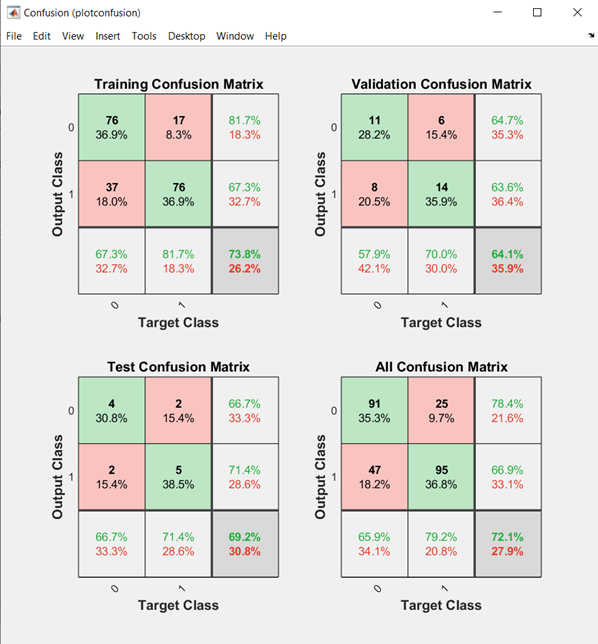 Confusion (plotconfusion)
File Edit View Insert Tools Desktop Window Help
Training Confusion Matrix
Output Class
0
76 17 81.7%
36.9% 8.3% 18.3%
1
37 76 67.3%
18.0% 36.9% 32.7%
67.3% 81.7% 73.8%
32.7% 18.3% 26.2%
0 1
Target Class
Validation Confusion Matrix
Output Class
0
11 6 64.7%
28.2% 15.4% 35.3%
1
8 14 63.6%
20.5% 35.9% 36.4%
57.9% 70.0% 64.1%
42.1% 30.0% 35.9%
0 1
Target Class
Test Confusion Matrix
Output Class
0
4 2 66.7%
30.8% 15.4% 33.3%
1
2 5 71.4%
15.4% 38.5% 28.6%
66.7% 71.4% 69.2%
33.3% 28.6% 30.8%
0 1
Target Class
All Confusion Matrix
Output Class
0
91 25 78.4%
35.3% 9.7% 21.6%
1
47 95 66.9%
18.2% 36.8% 33.1%
65.9% 79.2% 72.1%
34.1% 20.8% 27.9%
0 1
Target Class